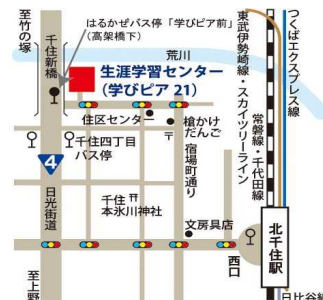 はるかぜバス停「学びピア前」
(高架橋下)
至竹の塚
千住新橋
荒川
生涯学習センター
(学びピア 21)
東武伊勢崎線・スカイツリーライン
つくばエクスプレス線
常磐線・千代田線
住区センター
槍かけ
だんご
〒
千住四丁目
バス停
宿場町通り
4
日光街道
千住
本氷川神社
文房具店
西口
北千住駅
至上野
日比谷線